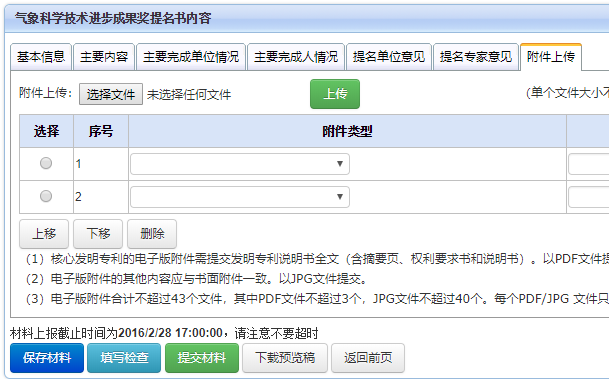 气象科学技术进步成果奖提名书内容
基本信息 主要内容 主要完成单位情况 主要完成人情况 提名单位意见 提名专家意见 附件上传
附件上传： 选择文件 未选择任何文件 上传 （单个文件大小不
选择 序号 附件类型
1
2
上移 下移 删除
（1）核心发明专利的电子版附件需提交发明专利说明书全文（含摘要页、权利要求书和说明书）。以PDF文件提
（2）电子版附件的其他内容应与书面附件一致。以JPG文件提交。
（3）电子版附件合计不超过43个文件，其中PDF文件不超过3个，JPG文件不超过40个。每个PDF/JPG 文件只
材料上报截止时间为2016/2/28 17:00:00，请注意不要超时
保存材料 填写检查 提交材料 下载预览稿 返回前页